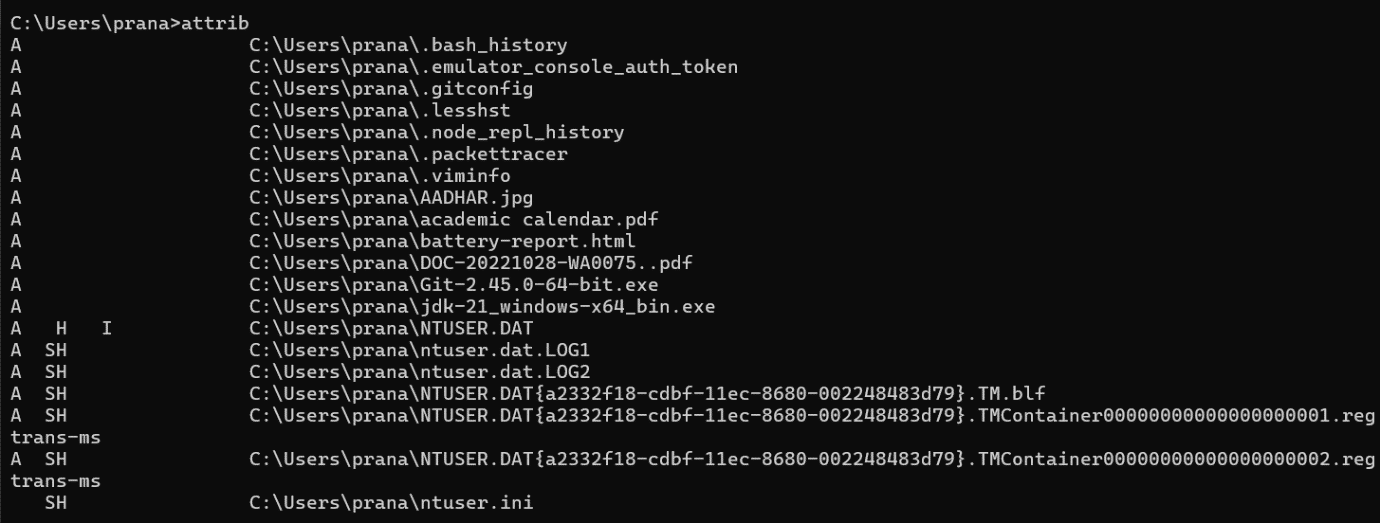 C:\Users\prana>attrib
A                    C:\Users\prana\.bash_history
A                    C:\Users\prana\.emulator_console_auth_token
A                    C:\Users\prana\.gitconfig
A                    C:\Users\prana\.lesshst
A                    C:\Users\prana\.node_repl_history
A                    C:\Users\prana\.packettracer
A                    C:\Users\prana\.viminfo
A                    C:\Users\prana\AADHAR.jpg
A                    C:\Users\prana\academic calendar.pdf
A                    C:\Users\prana\battery-report.html
A                    C:\Users\prana\DOC-20221028-WA0075..pdf
A                    C:\Users\prana\Git-2.45.0-64-bit.exe
A                    C:\Users\prana\jdk-21_windows-x64_bin.exe
A   H   I            C:\Users\prana\NTUSER.DAT
A  SH                C:\Users\prana\ntuser.dat.LOG1
A  SH                C:\Users\prana\ntuser.dat.LOG2
A  SH                C:\Users\prana\NTUSER.DAT{a2332f18-cdbf-11ec-8680-002248483d79}.TM.blf
A  SH                C:\Users\prana\NTUSER.DAT{a2332f18-cdbf-11ec-8680-002248483d79}.TMContainer00000000000000000001.reg
trans-ms
A  SH                C:\Users\prana\NTUSER.DAT{a2332f18-cdbf-11ec-8680-002248483d79}.TMContainer00000000000000000002.reg
trans-ms
   SH                C:\Users\prana\ntuser.ini